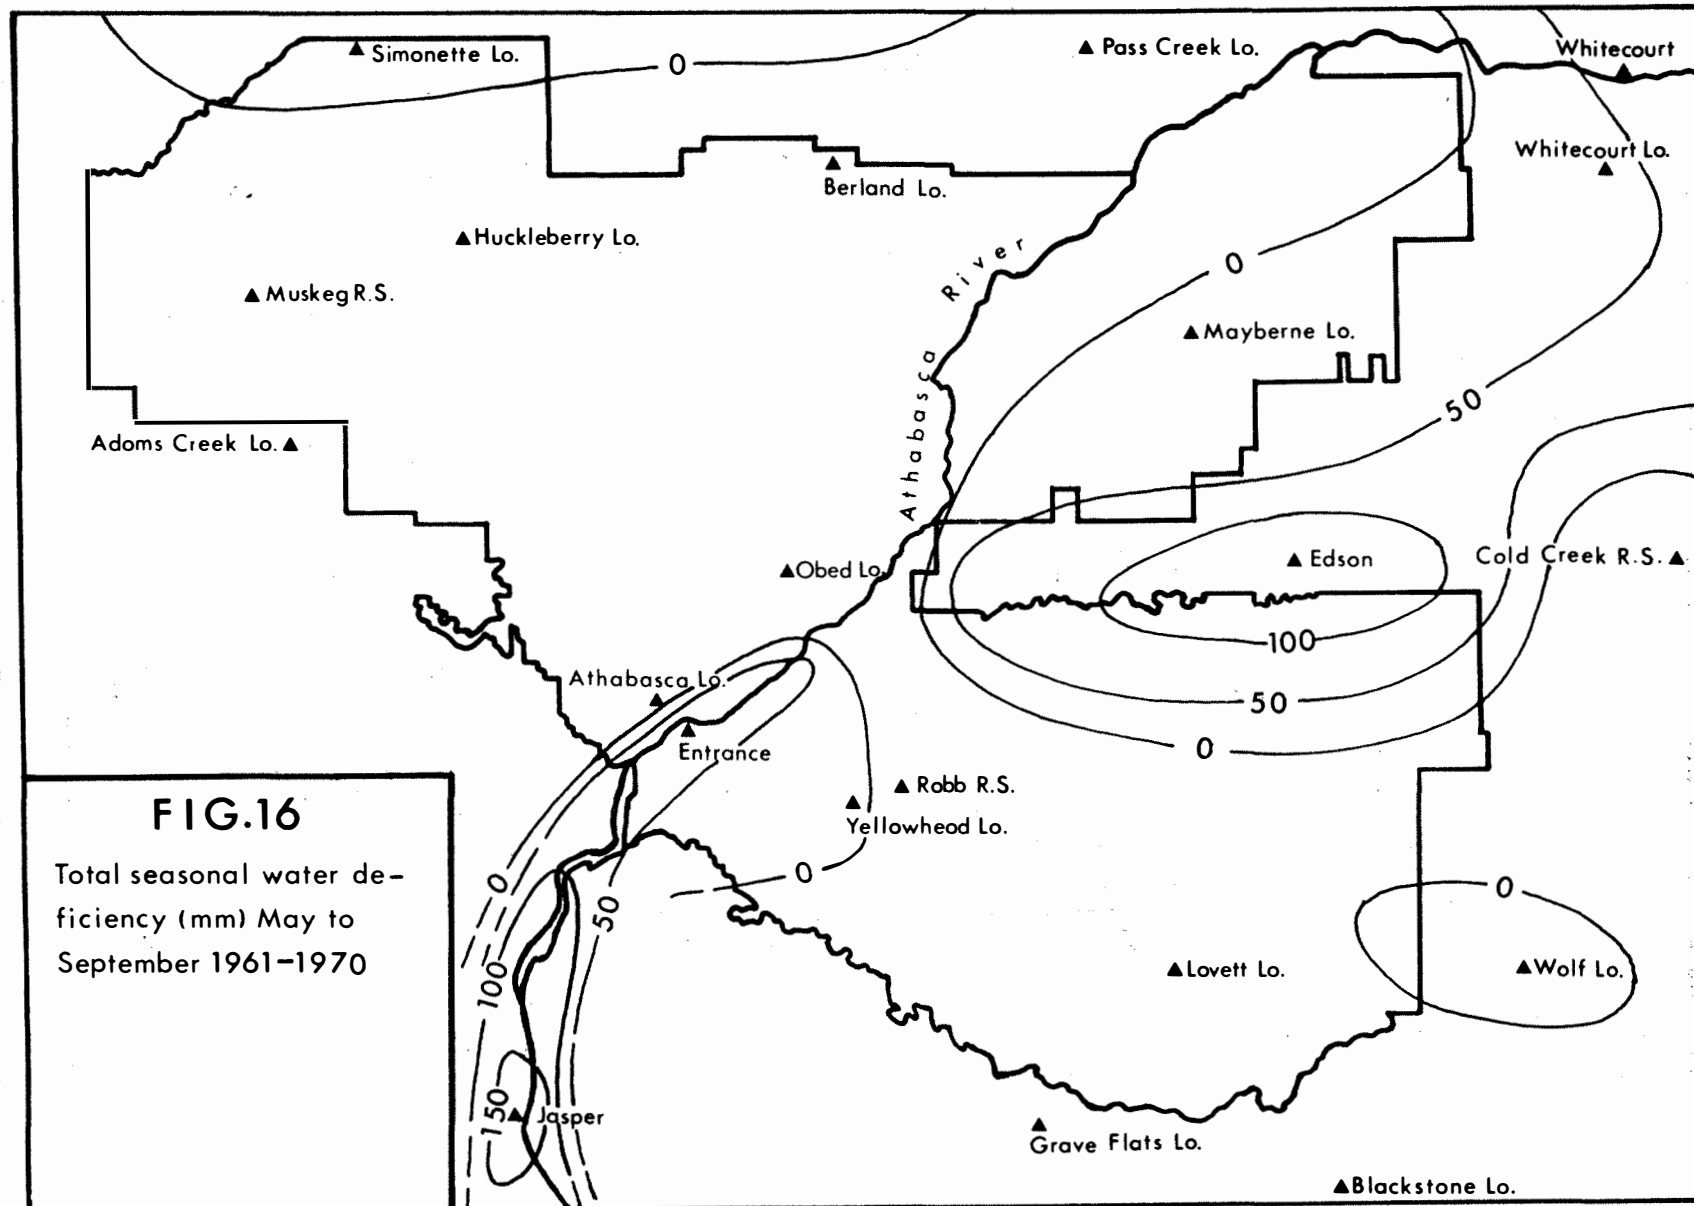 Simonette Lo.
0
Pass Creek Lo.
Whitecourt
Whitecourt Lo.
Berland Lo.
Huckleberry Lo.
Muskeg R.S.
0
Athabasca River
Mayberne Lo.
50
Adoms Creek Lo.
Obed Lo.
Edson
Cold Creek R.S.
100
Athabasca Lo.
50
Entrance
0
Robb R.S.
Yellowheod Lo.
0
0
50
0
100
Lovett Lo.
Wolf Lo.
150
Jasper
Grave Flats Lo.
Blackstone Lo.
FIG.16
Total seasonal water de-
ficiency (mm) May to
September 1961-1970